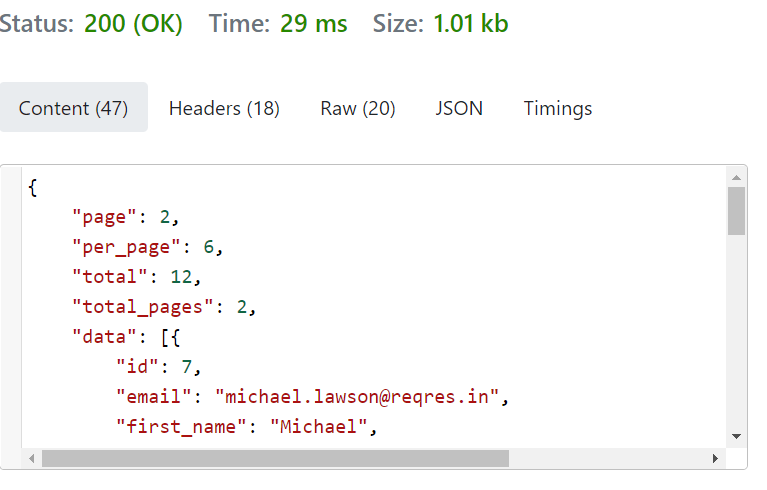 Status: 200 (OK) Time: 29 ms Size: 1.01 kb
Content (47) Headers (18) Raw (20) JSON Timings
{
    "page": 2,
    "per_page": 6,
    "total": 12,
    "total_pages": 2,
    "data": [{
        "id": 7,
        "email": "michael.lawson@reqres.in",
        "first_name": "Michael",